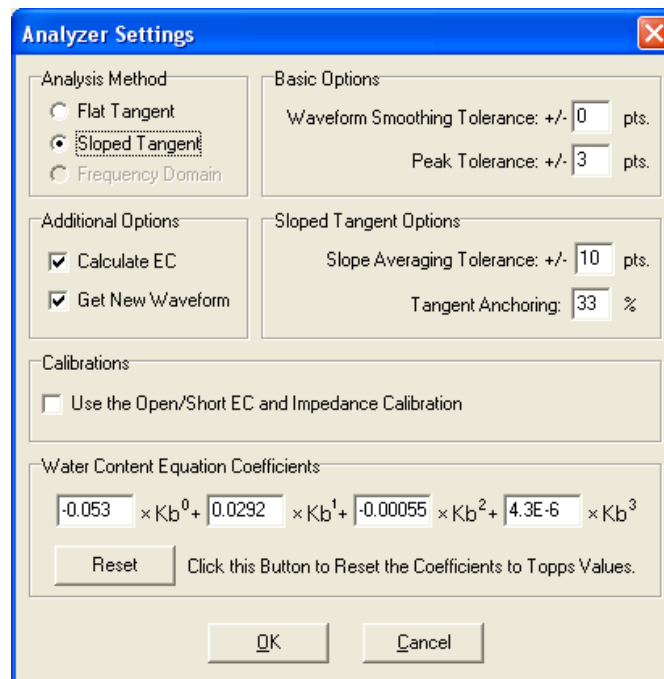 Analyzer Settings
Analysis Method
Flat Tangent
Sloped Tangent
Frequency Domain
Basic Options
Waveform Smoothing Tolerance: +/- 0 pts.
Peak Tolerance: +/- 3 pts.
Additional Options
Calculate EC
Get New Waveform
Sloped Tangent Options
Slope Averaging Tolerance: +/- 10 pts.
Tangent Anchoring: 33 %
Calibrations
Use the Open/Short EC and Impedance Calibration
Water Content Equation Coefficients
-0.053 × Kb⁰+ 0.0292 × Kb¹+ -0.00055 × Kb²+ 4.3E-6 × Kb³
Reset Click this Button to Reset the Coefficients to Topps Values.
OK Cancel